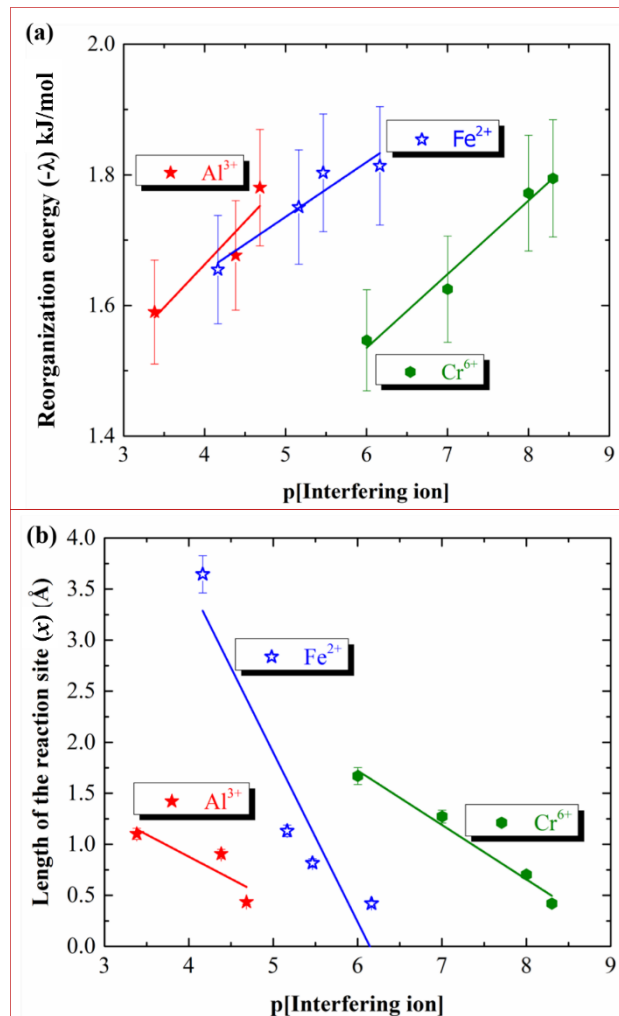 (a)
2.0
1.8
1.6
1.4
Reorganization energy (-λ) kJ/mol
Al³⁺
Fe²⁺
Cr⁶⁺
3 4 5 6 7 8 9
p[Interfering ion]
(b)
4.0
3.5
3.0
2.5
2.0
1.5
1.0
0.5
0.0
Length of the reaction site (x) (Å)
Fe²⁺
Al³⁺
Cr⁶⁺
3 4 5 6 7 8 9
p[Interfering ion]